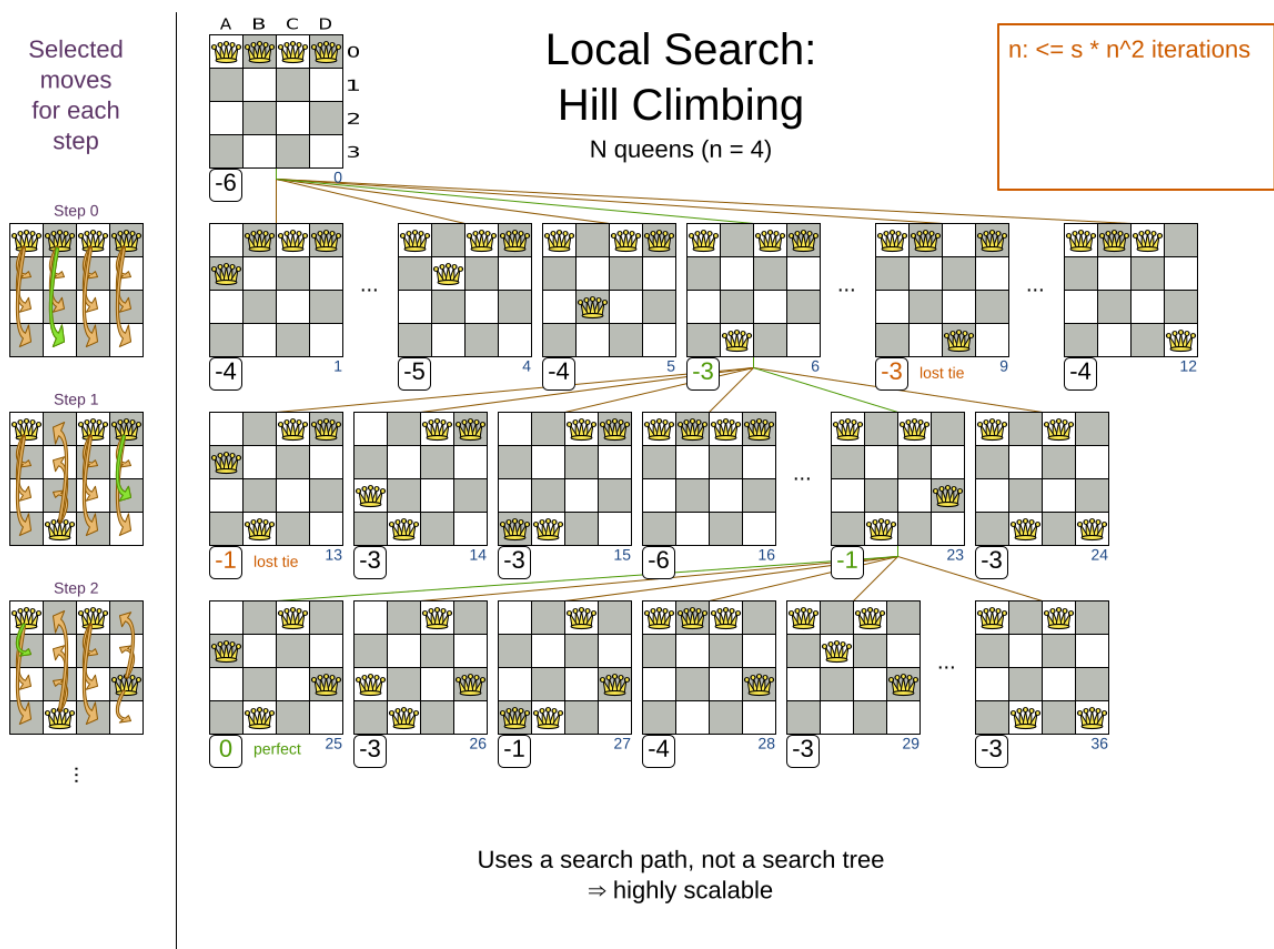 Selected
moves
for each
step
A B C D
0
1
2
3
-6
0
Local Search:
Hill Climbing
N queens (n = 4)
n: <= s * n^2 iterations
Step 0
...
...
...
-4
1
-5
4
-4
5
-3
6
-3
lost tie
9
-4
12
Step 1
...
-1
lost tie
13
-3
14
-3
15
-6
16
-1
23
-3
24
Step 2
...
0
perfect
25
-3
26
-1
27
-4
28
-3
29
-3
36
⋮
Uses a search path, not a search tree
⇒ highly scalable